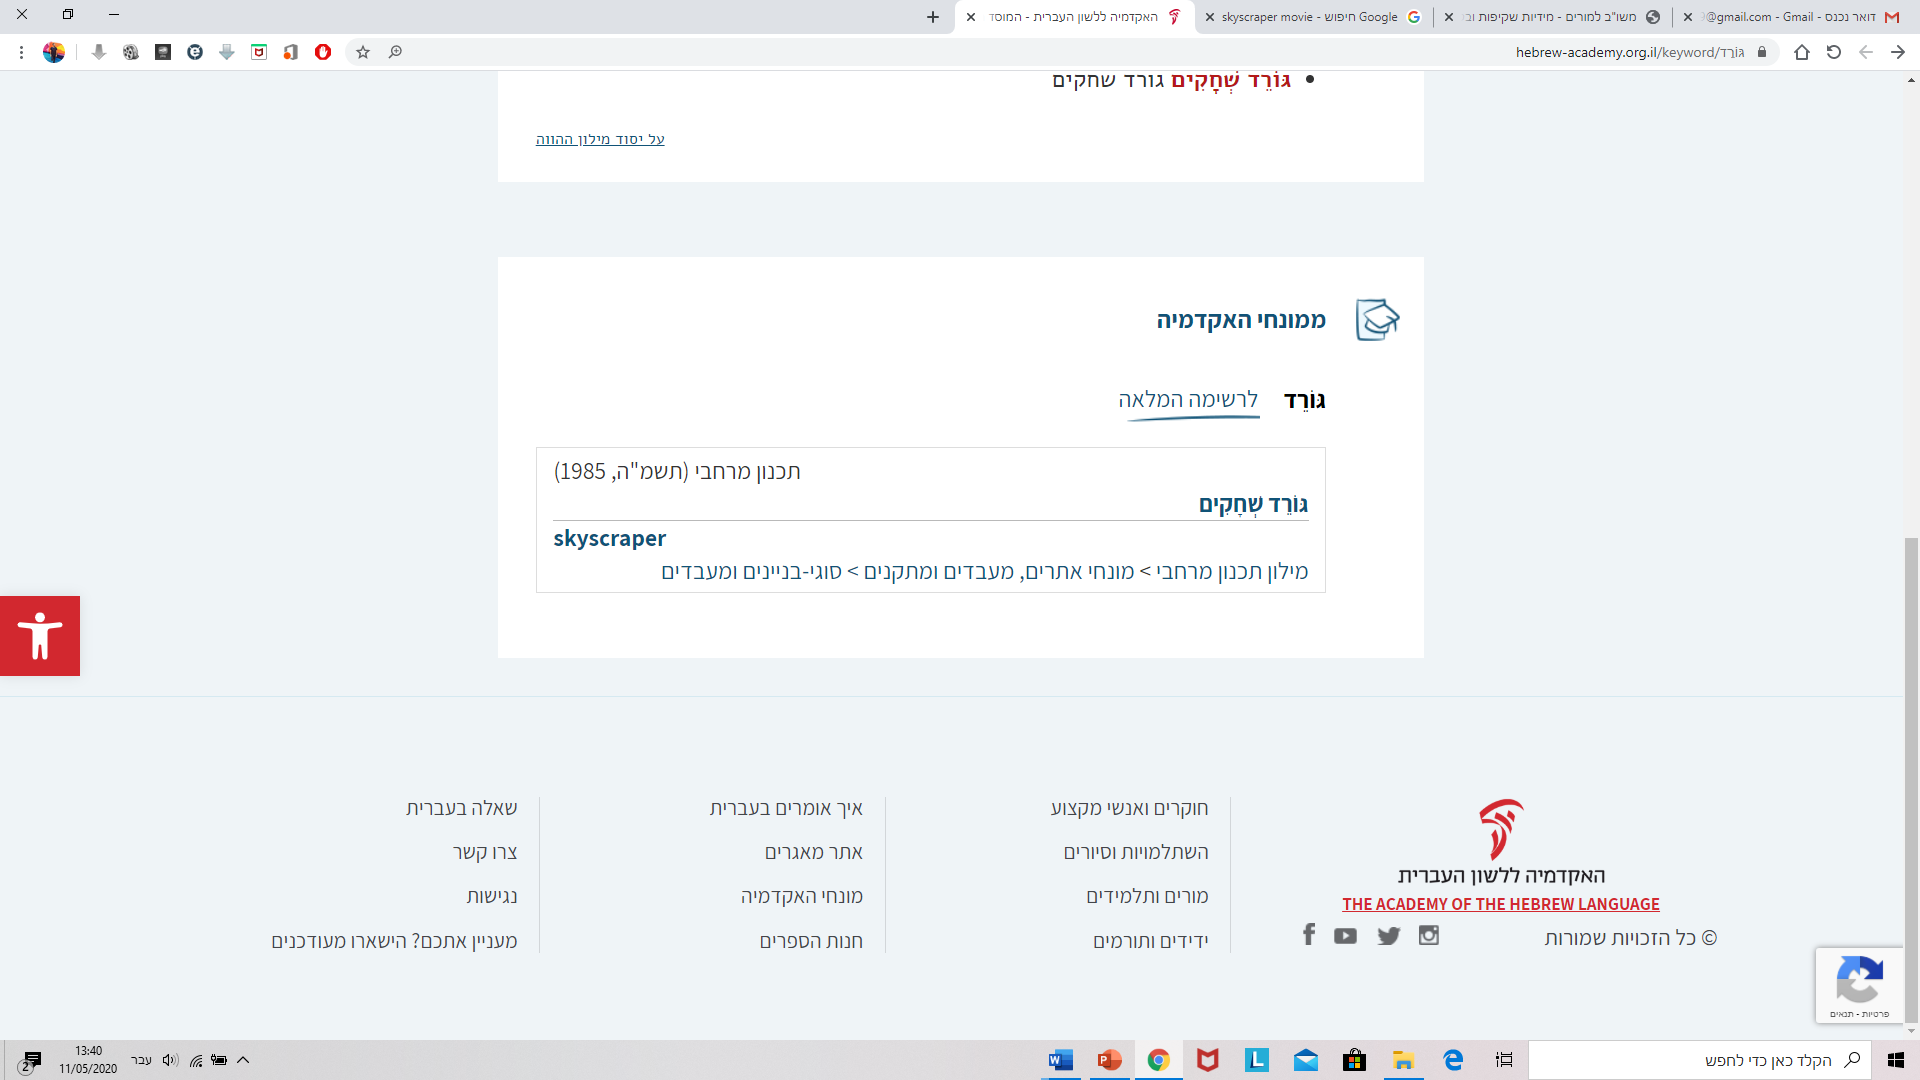 דואר נכנס - @gmail.com - Gmail
משו"ב למורים - מידיות שקיפות
skyscraper movie - חיפוש Google
האקדמיה ללשון העברית - המוסד
hebrew-academy.org.il/keyword/גּוֹרֵד
גּוֹרֵד שְׁחָקִים גורד שחקים
על יסוד מילון ההווה
ממונחי האקדמיה
גּוֹרֵד לרשימה המלאה
תכנון מרחבי (תשמ"ה, 1985)
גּוֹרֵד שְׁחָקִים
skyscraper
מילון תכנון מרחבי > מונחי אתרים, מעבדים ומתקנים > סוגי-בניינים ומעבדים
האקדמיה ללשון העברית
THE ACADEMY OF THE HEBREW LANGUAGE
© כל הזכויות שמורות
חוקרים ואנשי מקצוע
השתלמויות וסיורים
מורים ותלמידים
ידידים ותורמים
איך אומרים בעברית
אתר מאגרים
מונחי האקדמיה
חנות הספרים
שאלה בעברית
צרו קשר
נגישות
מעניין אתכם? הישארו מעודכנים
פרטיות - תנאים
הקלד כאן כדי לחפש
עבר
13:40
11/05/2020
2